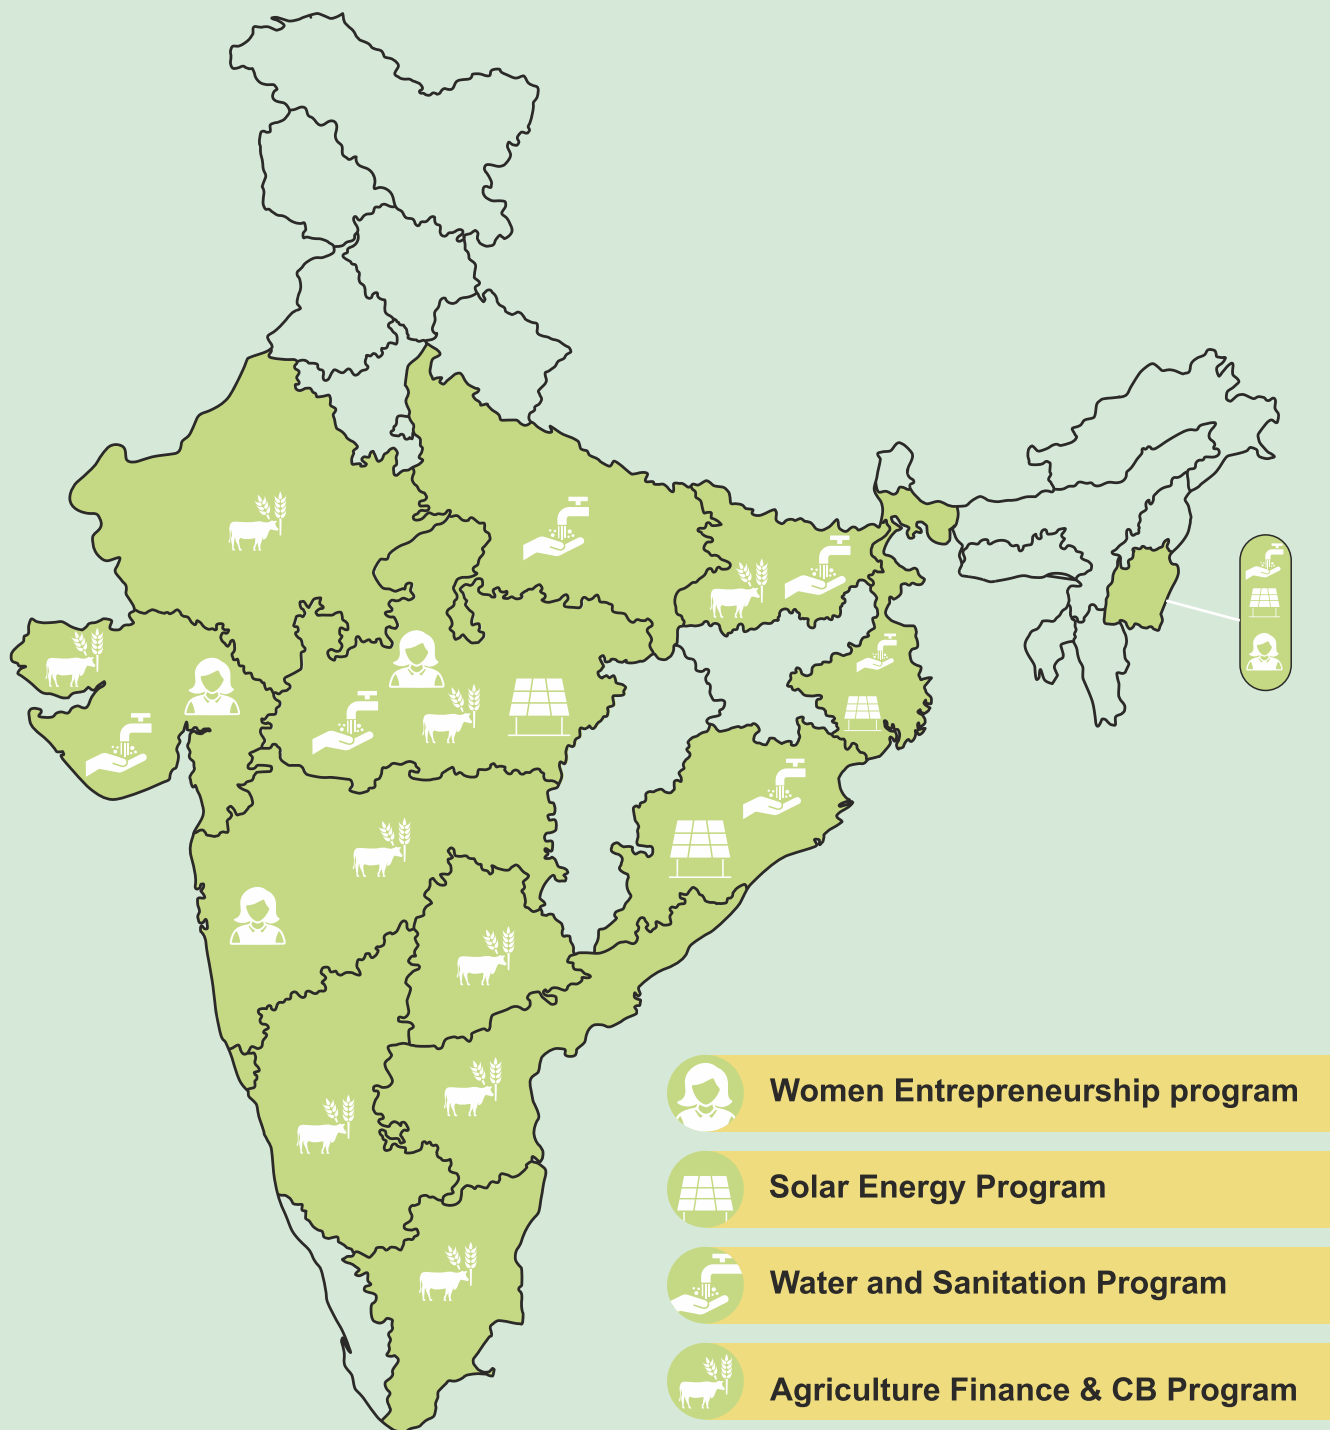 Women Entrepreneurship program
Solar Energy Program
Water and Sanitation Program
Agriculture Finance & CB Program